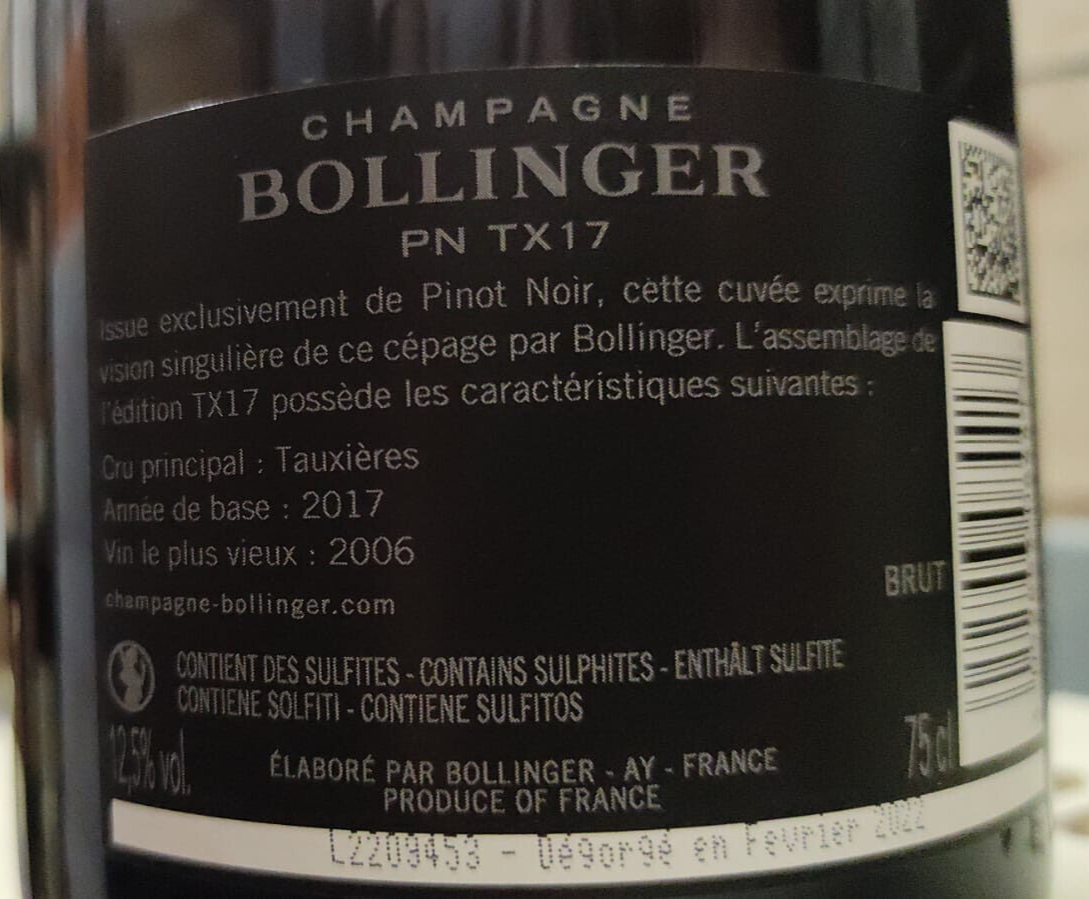 CHAMPAGNE
BOLLINGER
PN TX17
Issue exclusivement de Pinot Noir, cette cuvée exprime la
vision singulière de ce cépage par Bollinger. L'assemblage de
l'édition TX17 possède les caractéristiques suivantes :
Cru principal : Tauxières
Année de base : 2017
Vin le plus vieux : 2006
champagne-bollinger.com
BRUT
CONTIENT DES SULFITES - CONTAINS SULPHITES - ENTHÄLT SULFITE
CONTIENE SOLFITI - CONTIENE SULFITOS
12,5% vol.
75 cl
ÉLABORÉ PAR BOLLINGER - AY - FRANCE
PRODUCE OF FRANCE
L2209453 - Dégorgé en Fevrier 2022